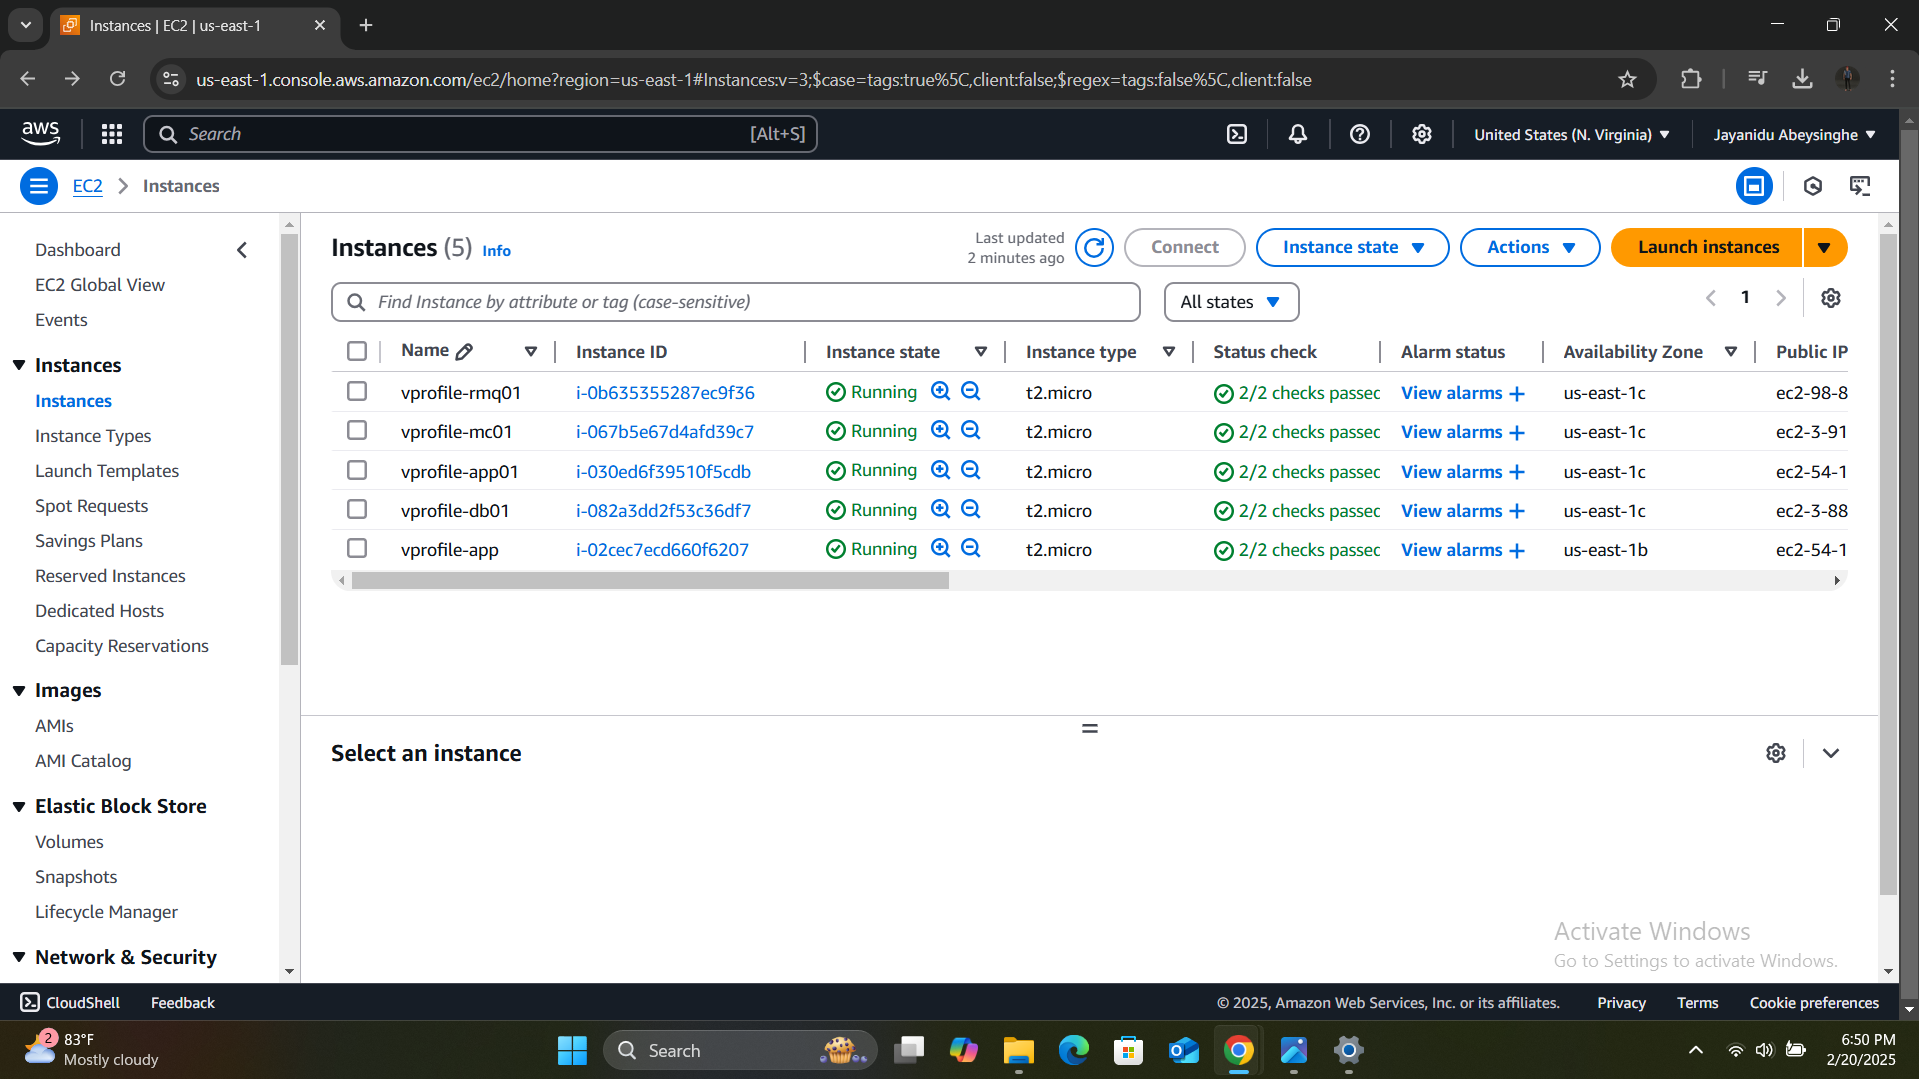 Instances | EC2 | us-east-1
us-east-1.console.aws.amazon.com/ec2/home?region=us-east-1#Instances:v=3;$case=tags:true%5C,client:false;$regex=tags:false%5C,client:false
aws
Search [Alt+S]
United States (N. Virginia)
Jayanidu Abeysinghe
EC2 Instances
Dashboard
EC2 Global View
Events
Instances
Instances
Instance Types
Launch Templates
Spot Requests
Savings Plans
Reserved Instances
Dedicated Hosts
Capacity Reservations
Images
AMIs
AMI Catalog
Elastic Block Store
Volumes
Snapshots
Lifecycle Manager
Network & Security
Instances (5) Info
Last updated
2 minutes ago
Connect
Instance state
Actions
Launch instances
Find Instance by attribute or tag (case-sensitive)
All states
1
Name Instance ID Instance state Instance type Status check Alarm status Availability Zone Public IP
vprofile-rmq01 i-0b635355287ec9f36 Running t2.micro 2/2 checks passed View alarms + us-east-1c ec2-98-8
vprofile-mc01 i-067b5e67d4afd39c7 Running t2.micro 2/2 checks passed View alarms + us-east-1c ec2-3-91
vprofile-app01 i-030ed6f39510f5cdb Running t2.micro 2/2 checks passed View alarms + us-east-1c ec2-54-1
vprofile-db01 i-082a3dd2f53c36df7 Running t2.micro 2/2 checks passed View alarms + us-east-1c ec2-3-88
vprofile-app i-02cec7ecd660f6207 Running t2.micro 2/2 checks passed View alarms + us-east-1b ec2-54-1
Select an instance
Activate Windows
Go to Settings to activate Windows.
CloudShell Feedback
© 2025, Amazon Web Services, Inc. or its affiliates. Privacy Terms Cookie preferences
2
83°F
Mostly cloudy
Search
6:50 PM
2/20/2025